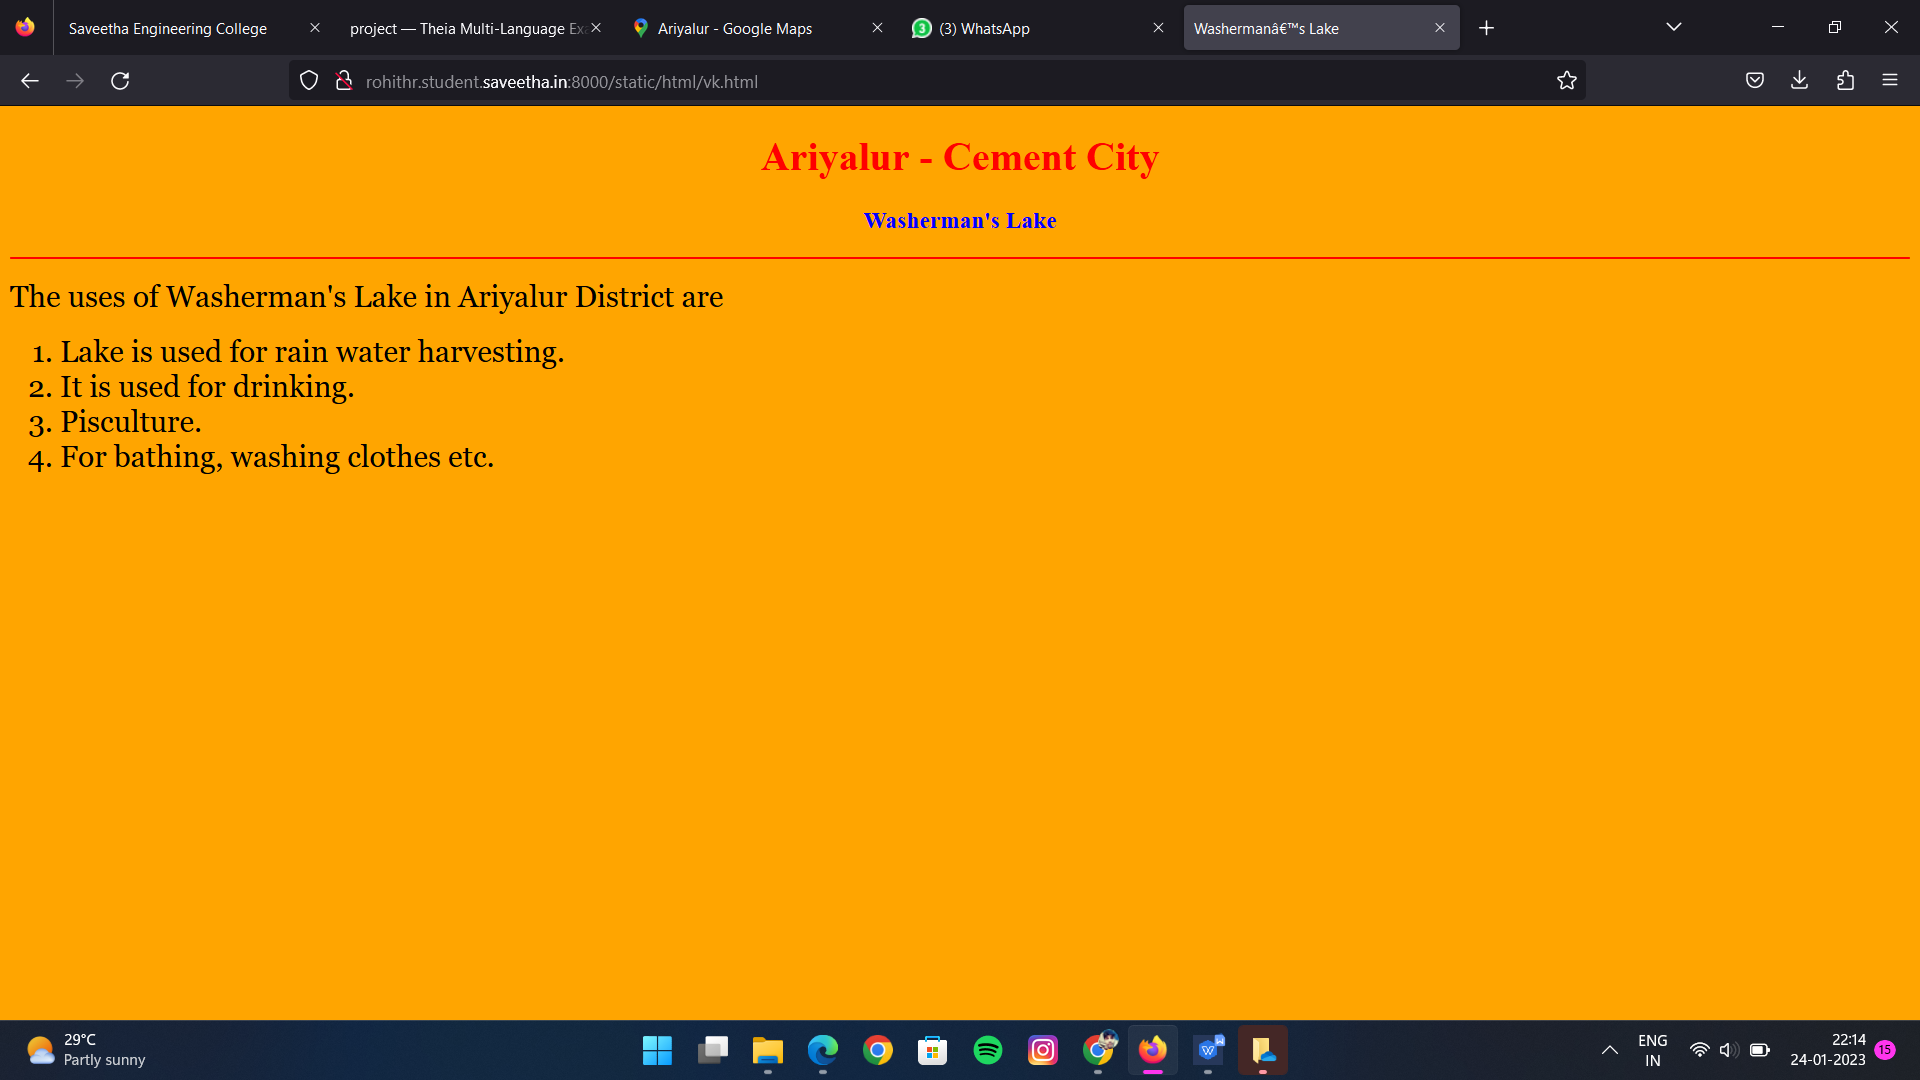 Saveetha Engineering College
project — Theia Multi-Language Exa
Ariyalur - Google Maps
3 (3) WhatsApp
Washermanâ€™s Lake
rohithr.student.saveetha.in:8000/static/html/vk.html
Ariyalur - Cement City
Washerman's Lake
The uses of Washerman's Lake in Ariyalur District are
1. Lake is used for rain water harvesting.
2. It is used for drinking.
3. Pisculture.
4. For bathing, washing clothes etc.
29°C
Partly sunny
ENG
IN
22:14
24-01-2023
15